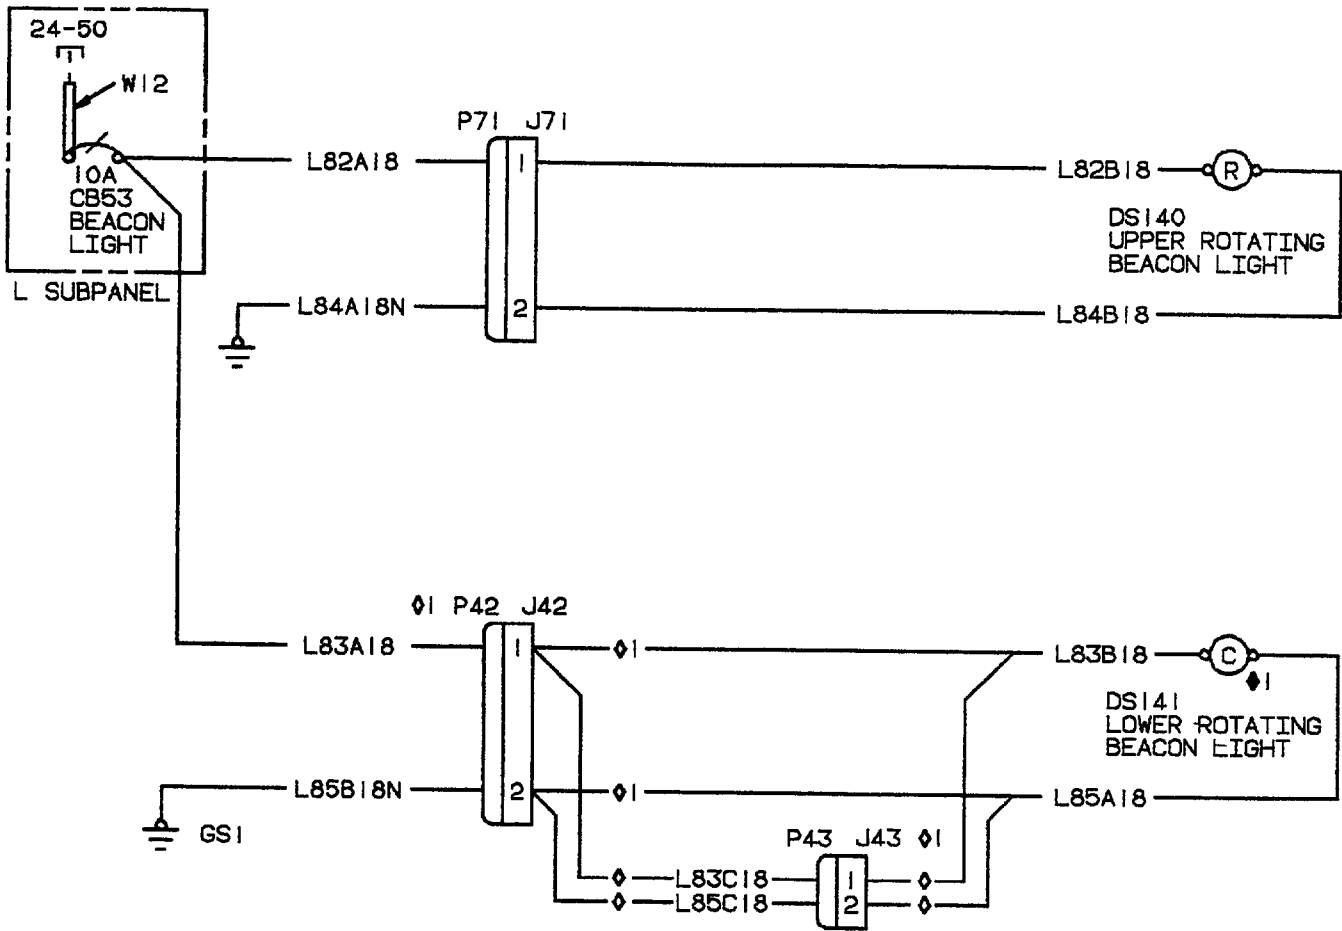 24-50
W12
10A
CB53
BEACON
LIGHT
L SUBPANEL
L82A18
P71 J71
1
L82B18
R
DS140
UPPER ROTATING
BEACON LIGHT
L84A18N
2
L84B18
◊1 P42 J42
L83A18
1
◊1
L83B18
C
◆1
DS141
LOWER ROTATING
BEACON LIGHT
L85B18N
2
◊1
L85A18
GS1
P43 J43 ◊1
◊ L83C18 1 ◊
◊ L85C18 2 ◊